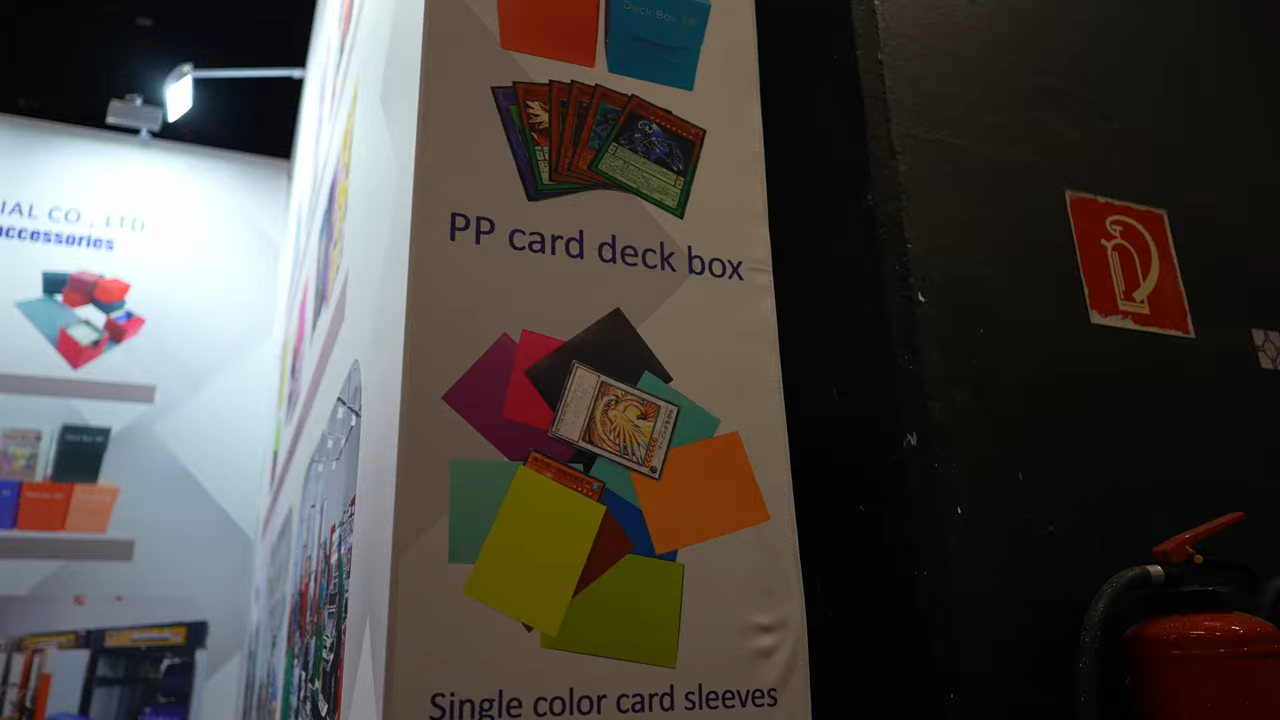 Deck Box
PP card deck box
IAL CO., LTD
accessories
Single color card sleeves